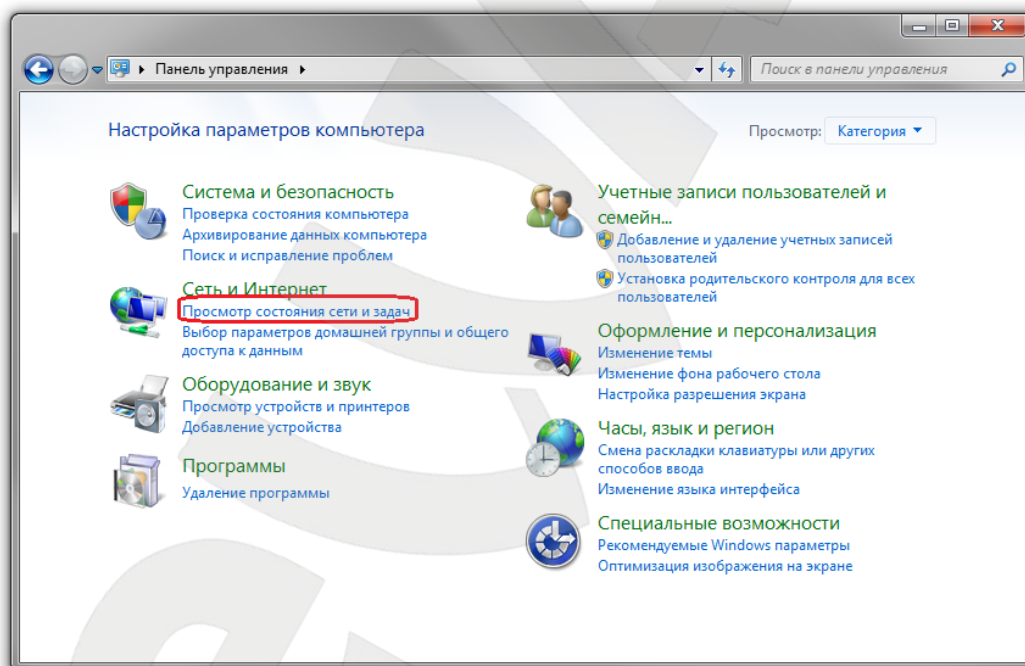 Панель управления
Поиск в панели управления
Настройка параметров компьютера
Просмотр: Категория
Система и безопасность
Проверка состояния компьютера
Архивирование данных компьютера
Поиск и исправление проблем
Сеть и Интернет
Просмотр состояния сети и задач
Выбор параметров домашней группы и общего
доступа к данным
Оборудование и звук
Просмотр устройств и принтеров
Добавление устройства
Программы
Удаление программы
Учетные записи пользователей и
семейн...
Добавление и удаление учетных записей
пользователей
Установка родительского контроля для всех
пользователей
Оформление и персонализация
Изменение темы
Изменение фона рабочего стола
Настройка разрешения экрана
Часы, язык и регион
Смена раскладки клавиатуры или других
способов ввода
Изменение языка интерфейса
Специальные возможности
Рекомендуемые Windows параметры
Оптимизация изображения на экране